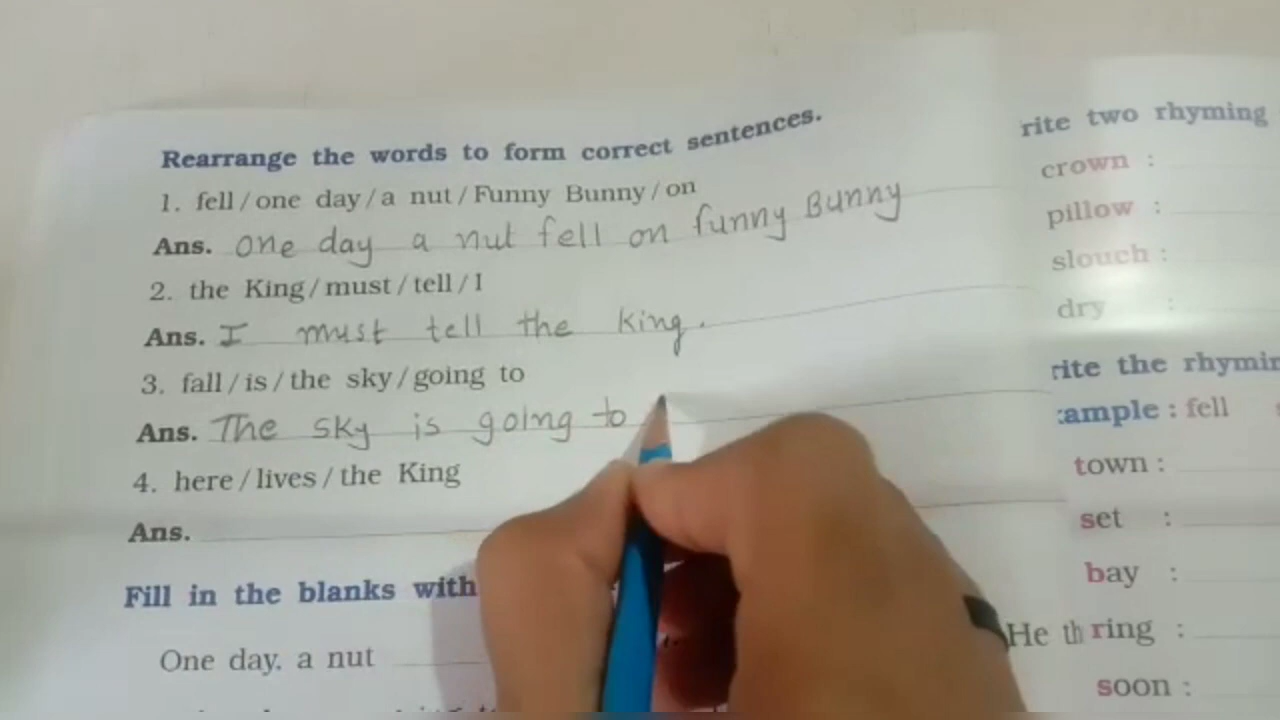 Rearrange the words to form correct sentences.
1. fell / one day / a nut / Funny Bunny / on
Ans. One day a nut fell on funny Bunny
2. the King / must / tell / I
Ans. I must tell the King.
3. fall / is / the sky / going to
Ans. The sky is going to
4. here / lives / the King
Ans.
Fill in the blanks with
One day. a nut
rite two rhyming
crown :
pillow :
slouch :
dry :
rite the rhymin
ample : fell
town :
set :
bay :
He th ring :
soon :